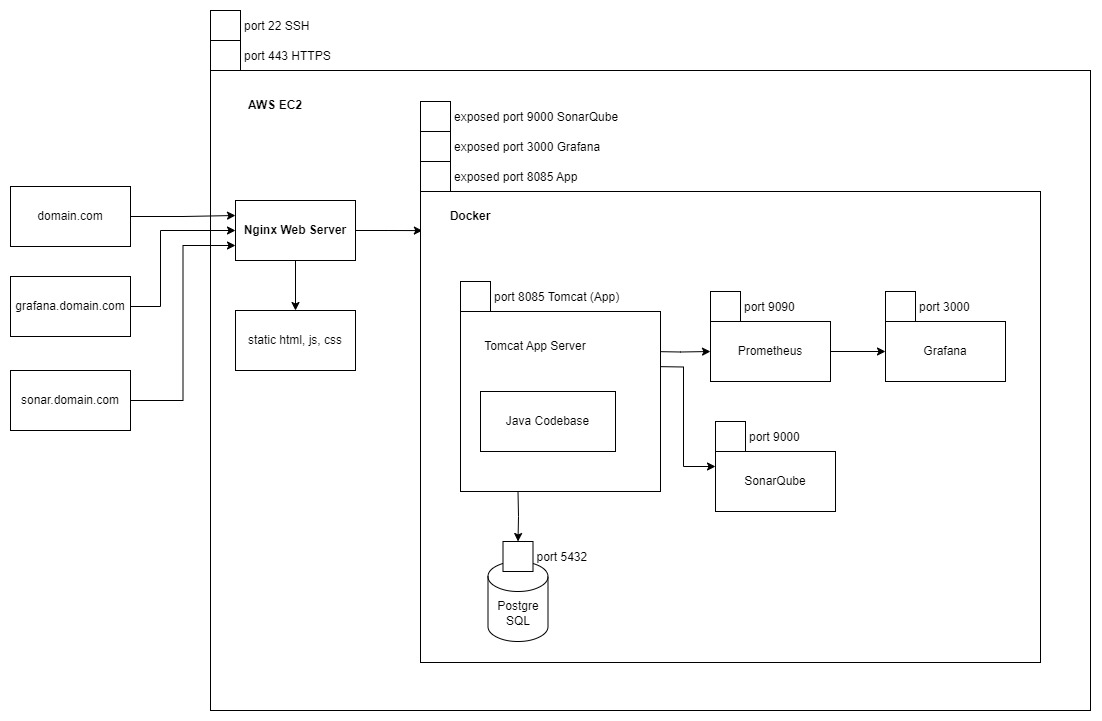 port 22 SSH
port 443 HTTPS
AWS EC2
exposed port 9000 SonarQube
exposed port 3000 Grafana
exposed port 8085 App
domain.com
Docker
Nginx Web Server
grafana.domain.com
static html, js, css
sonar.domain.com
port 8085 Tomcat (App)
port 9090
port 3000
Tomcat App Server
Prometheus
Grafana
Java Codebase
port 9000
SonarQube
port 5432
Postgre
SQL